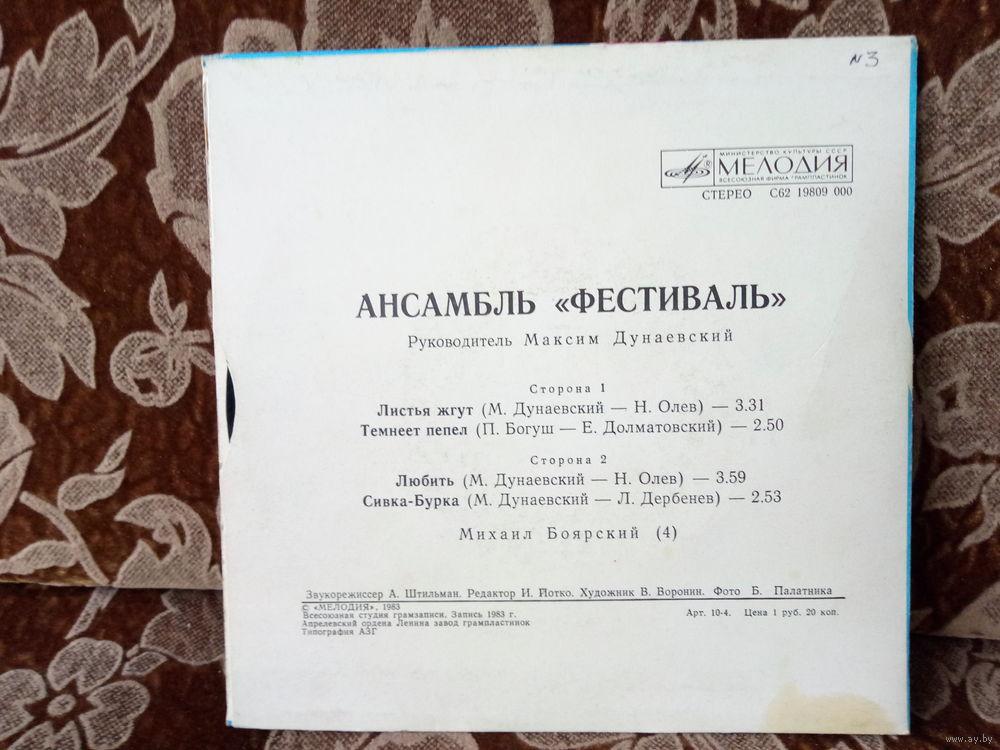 №3
МИНИСТЕРСТВО КУЛЬТУРЫ СССР
МЕЛОДИЯ
ВСЕСОЮЗНАЯ ФИРМА ГРАМПЛАСТИНОК
СТЕРЕО С62 19809 000
АНСАМБЛЬ «ФЕСТИВАЛЬ»
Руководитель Максим Дунаевский
Сторона 1
Листья жгут (М. Дунаевский — Н. Олев) — 3.31
Темнеет пепел (П. Богуш — Е. Долматовский) — 2.50
Сторона 2
Любить (М. Дунаевский — Н. Олев) — 3.59
Сивка-Бурка (М. Дунаевский — Л. Дербенев) — 2.53
Михаил Боярский (4)
Звукорежиссер А. Штильман. Редактор И. Йотко. Художник В. Воронин. Фото Б. Палатника
© «МЕЛОДИЯ», 1983
Всесоюзная студия грамзаписи. Запись 1983 г.
Апрелевский ордена Ленина завод грампластинок
Типография АЗГ
Арт. 10-4. Цена 1 руб. 20 коп.
www.ay.by